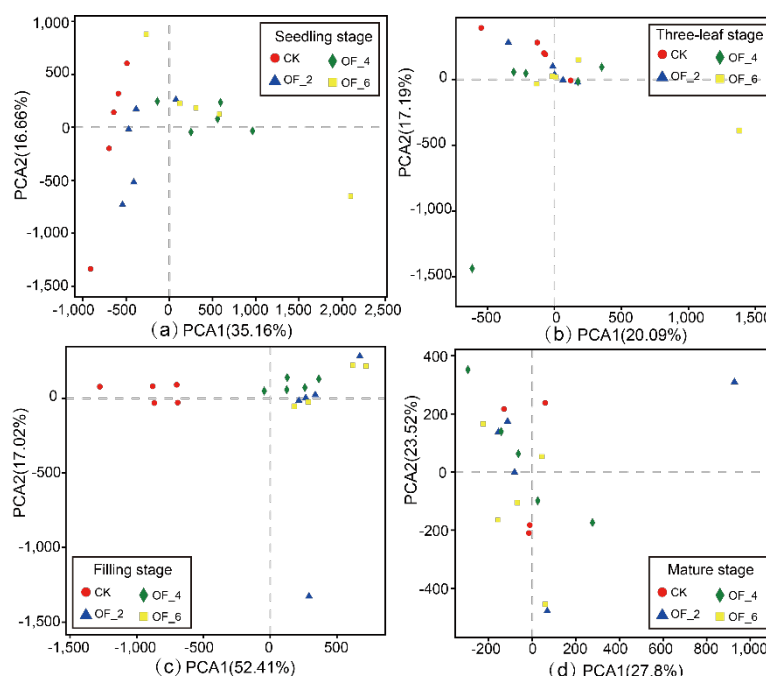 1,000
500
0
-500
-1,000
-1,500
PCA2(16.66%)
Seedling stage
CK
OF_4
OF_2
OF_6
-1,000 -500 0 500 1,000 1,500 2,000 2,500
(a) PCA1(35.16%)
500
0
-500
-1,000
-1,500
PCA2(17.19%)
Three-leaf stage
CK
OF_4
OF_2
OF_6
-500 0 500 1,000 1,500
(b) PCA1(20.09%)
0
-500
-1,000
-1,500
PCA2(17.02%)
Filling stage
CK
OF_4
OF_2
OF_6
-1,500 -1,000 -500 0 500
(c) PCA1(52.41%)
400
200
0
-200
-400
PCA2(23.52%)
Mature stage
CK
OF_4
OF_2
OF_6
-200 0 200 400 600 800 1,000
(d) PCA1(27.8%)